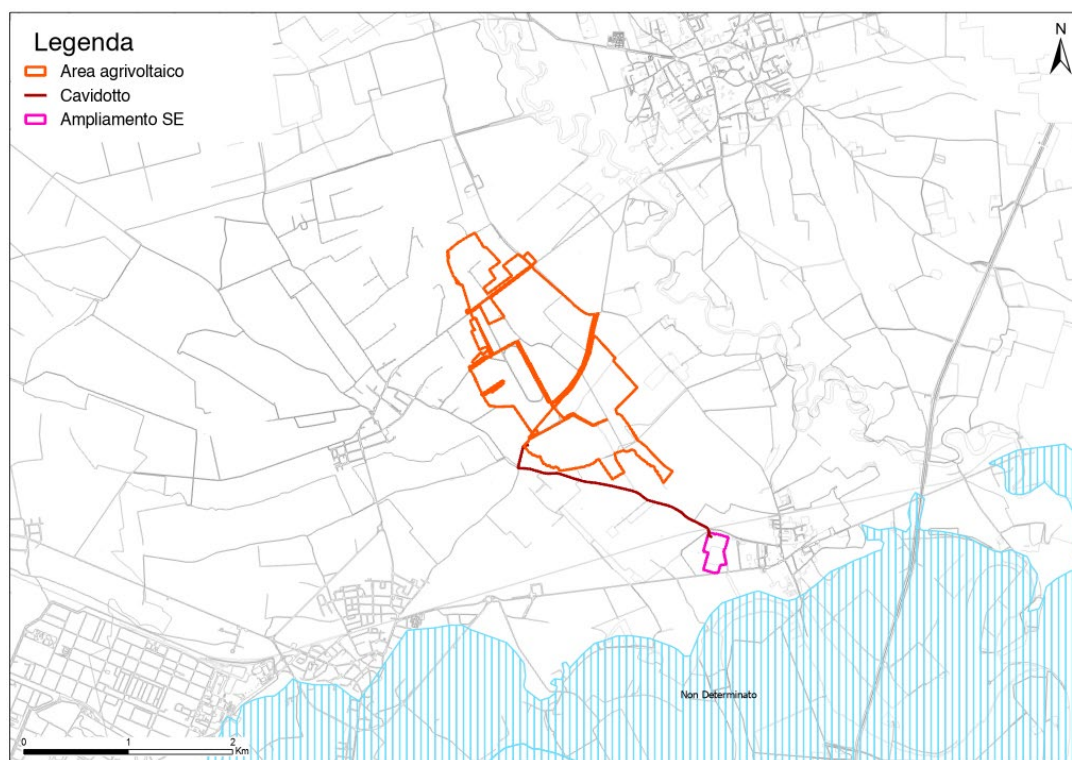 Legenda
Area agrivoltaico
Cavidotto
Ampliamento SE
N
Non Determinato
0 1 2
Km